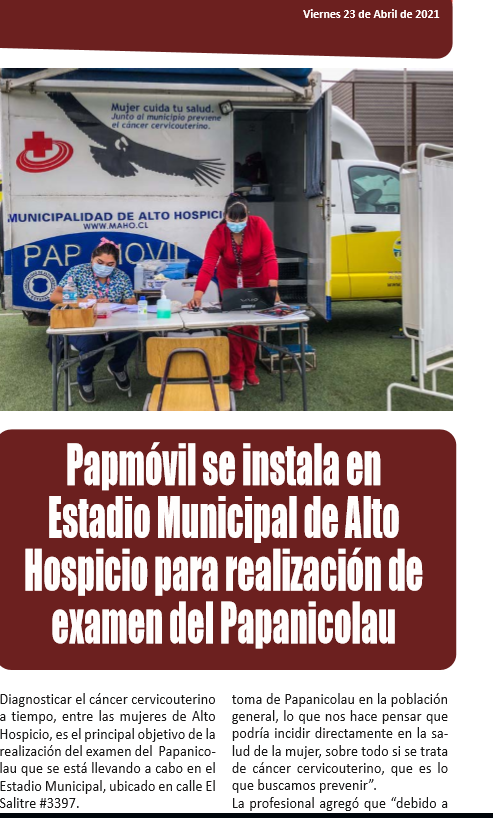 Viernes 23 de Abril de 2021
Mujer cuida tu salud.
Junto al municipio previene
el cáncer cervicouterino.
MUNICIPALIDAD DE ALTO HOSPICIO
WWW.MAHO.CL
PAP MOVIL
Papmóvil se instala en
Estadio Municipal de Alto
Hospicio para realización de
examen del Papanicolau
Diagnosticar el cáncer cervicouterino
a tiempo, entre las mujeres de Alto
Hospicio, es el principal objetivo de la
realización del examen del Papanico-
lau que se está llevando a cabo en el
Estadio Municipal, ubicado en calle El
Salitre #3397.
toma de Papanicolau en la población
general, lo que nos hace pensar que
podría incidir directamente en la sa-
lud de la mujer, sobre todo si se trata
de cáncer cervicouterino, que es lo
que buscamos prevenir”.
La profesional agregó que “debido a